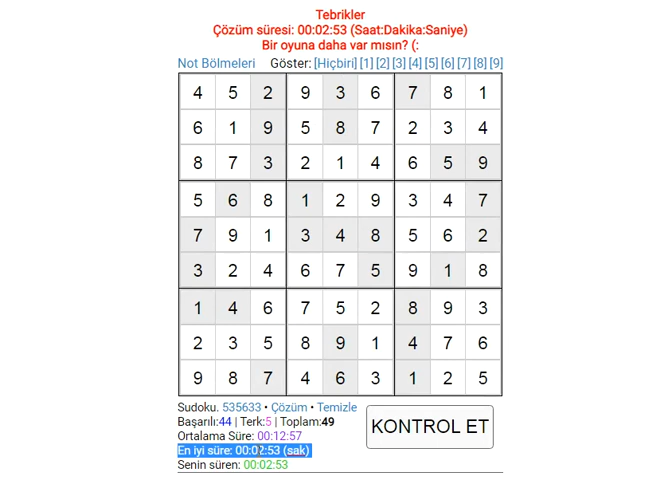 Tebrikler
Çözüm süresi: 00:02:53 (Saat:Dakika:Saniye)
Bir oyuna daha var mısın? (:
Not Bölmeleri Göster: [Hiçbiri] [1] [2] [3] [4] [5] [6] [7] [8] [9]
4 5 2 9 3 6 7 8 1
6 1 9 5 8 7 2 3 4
8 7 3 2 1 4 6 5 9
5 6 8 1 2 9 3 4 7
7 9 1 3 4 8 5 6 2
3 2 4 6 7 5 9 1 8
1 4 6 7 5 2 8 9 3
2 3 5 8 9 1 4 7 6
9 8 7 4 6 3 1 2 5
Sudoku. 535633 • Çözüm • Temizle
Başarılı:44 | Terk:5 | Toplam:49
Ortalama Süre: 00:12:57
En iyi süre: 00:02:53 (sak)
Senin süren: 00:02:53
KONTROL ET